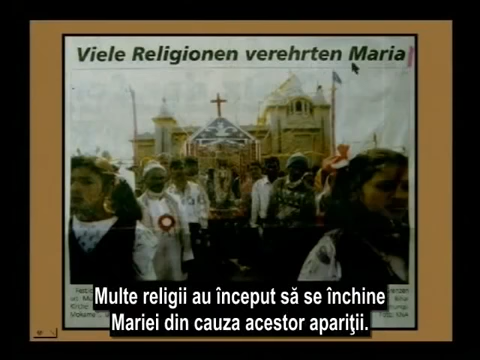 Viele Religionen verehrten Maria
Multe religii au început să se închine
Mariei din cauza acestor apariţii.